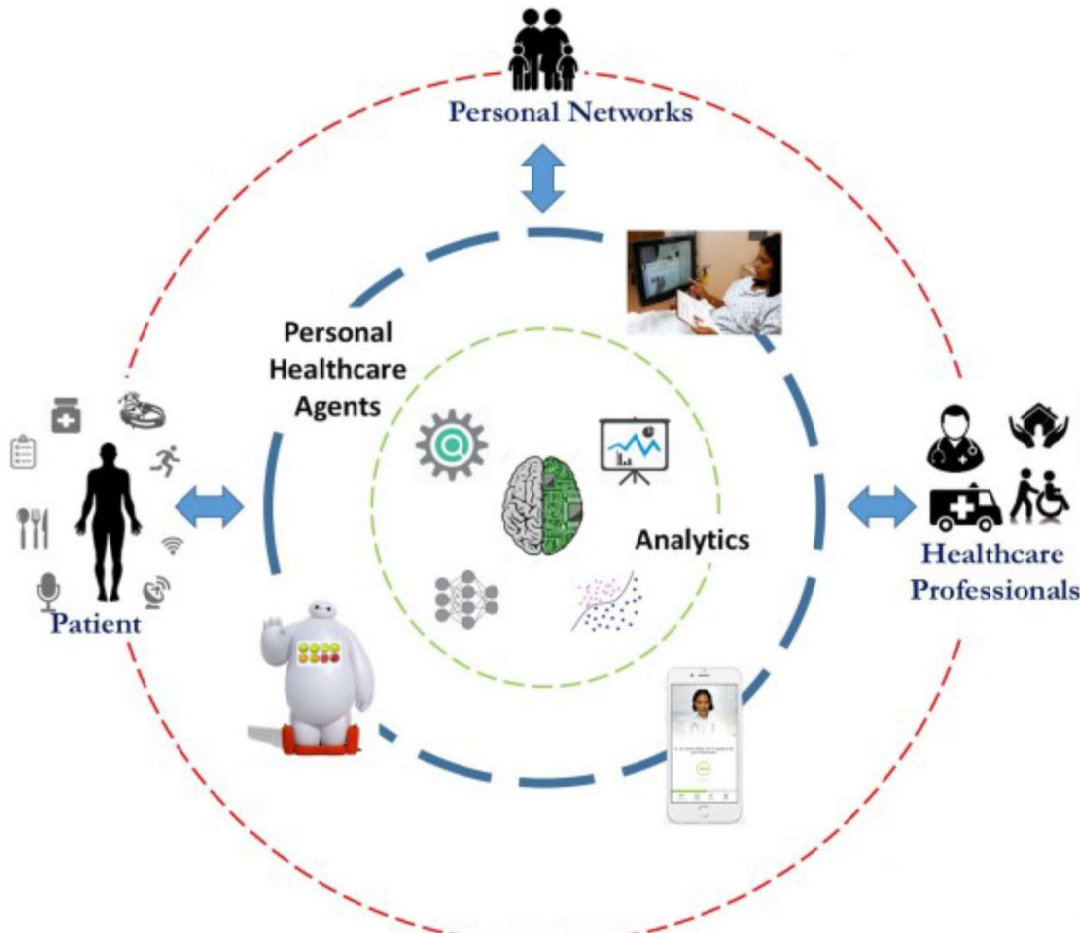 Personal Networks
Personal
Healthcare
Agents
Analytics
Patient
Healthcare
Professionals